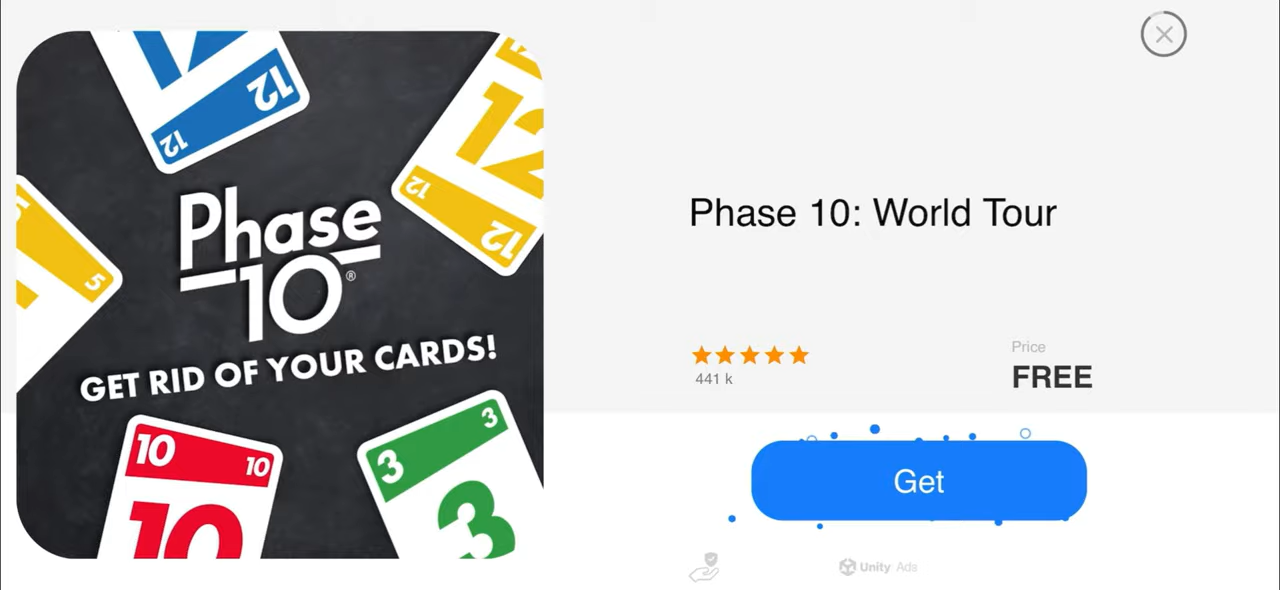 12
12
12
12
12
5
5
Phase
10®
GET RID OF YOUR CARDS!
10
10
10
3
3
3
Phase 10: World Tour
441 k
Price
FREE
Get
Unity Ads